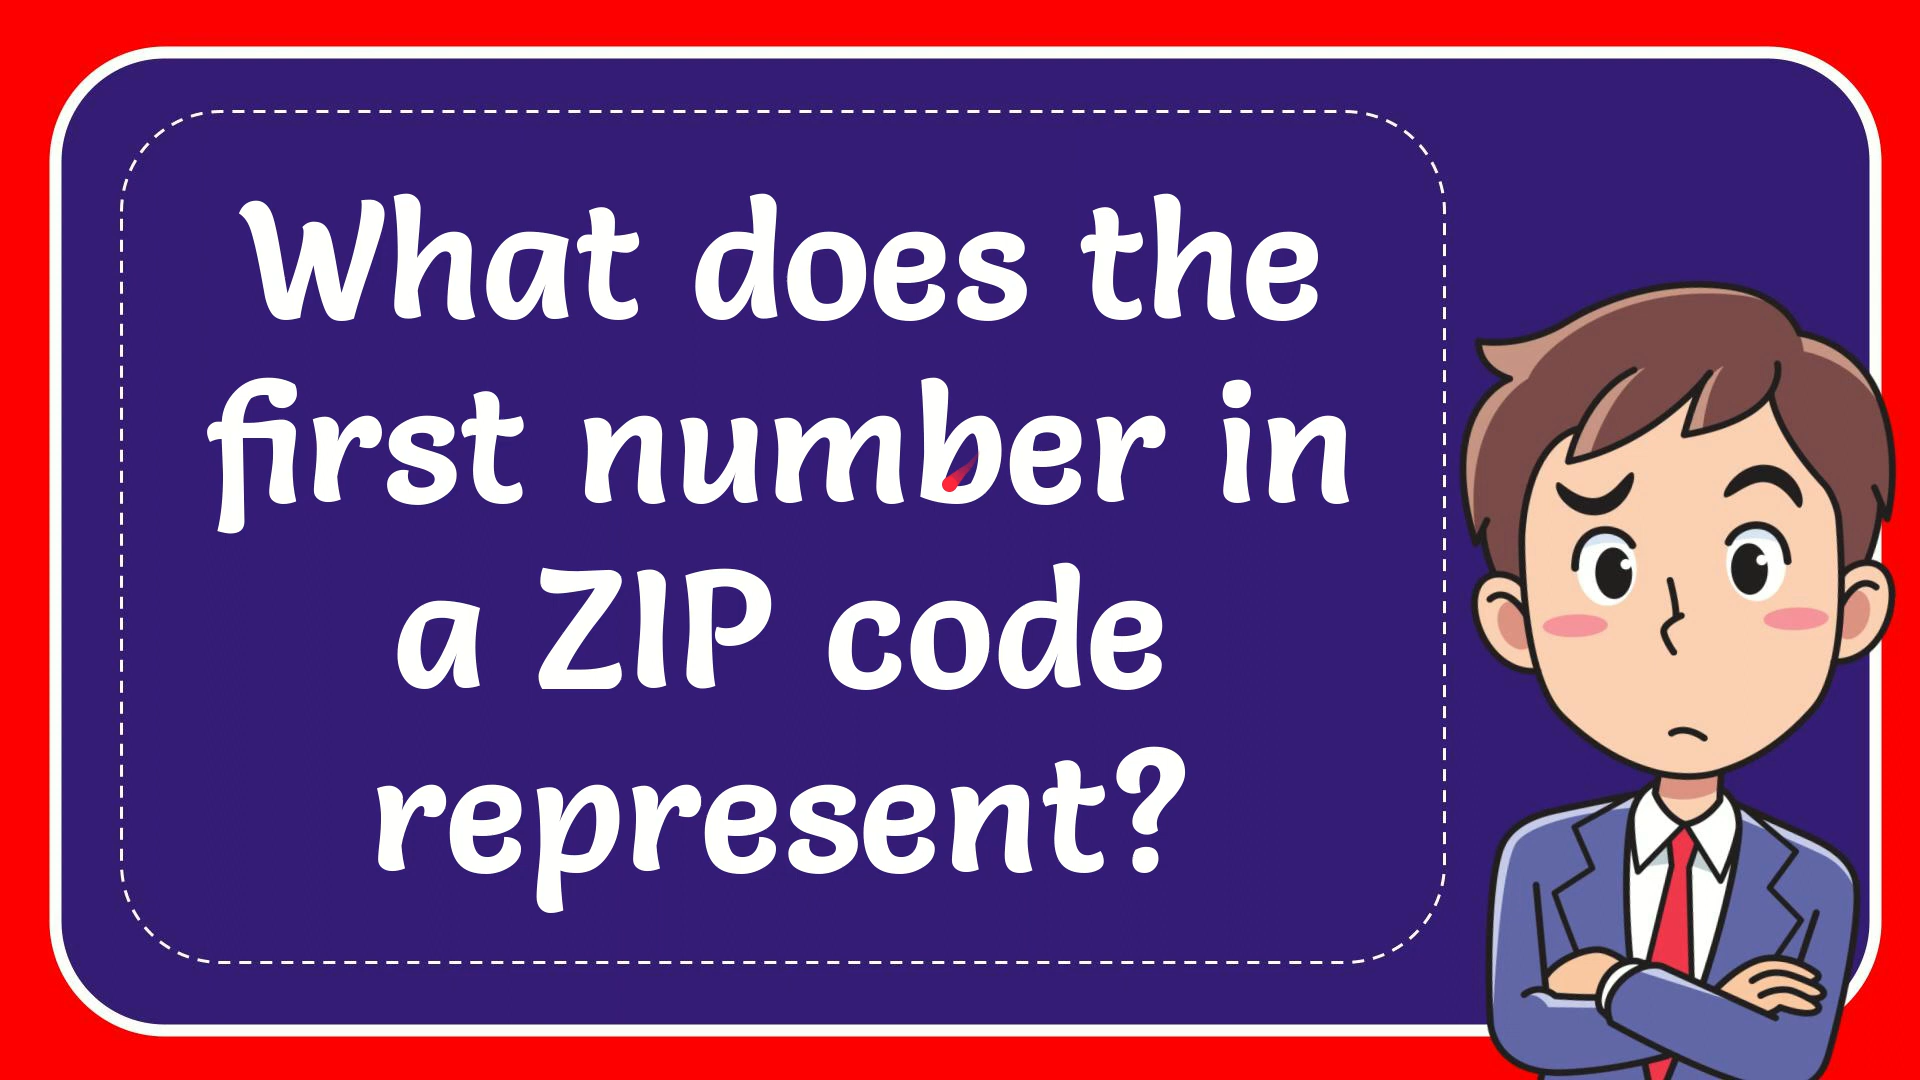 What does the
first number in
a ZIP code
represent?